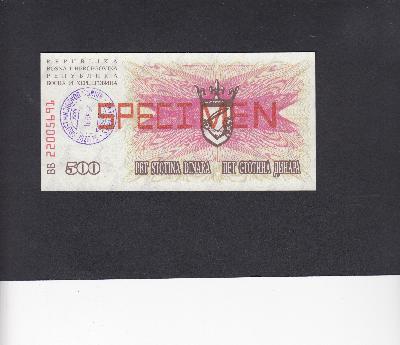 REPUBLIKA
BOSNA I HERCEGOVINA
РЕПУБЛИКА
БОСНА И ХЕРЦЕГОВИНА
SPECIMEN
BB 22005691
500
PET STOTINA DINARA
ПЕТ СТОТИНА ДИНАРА